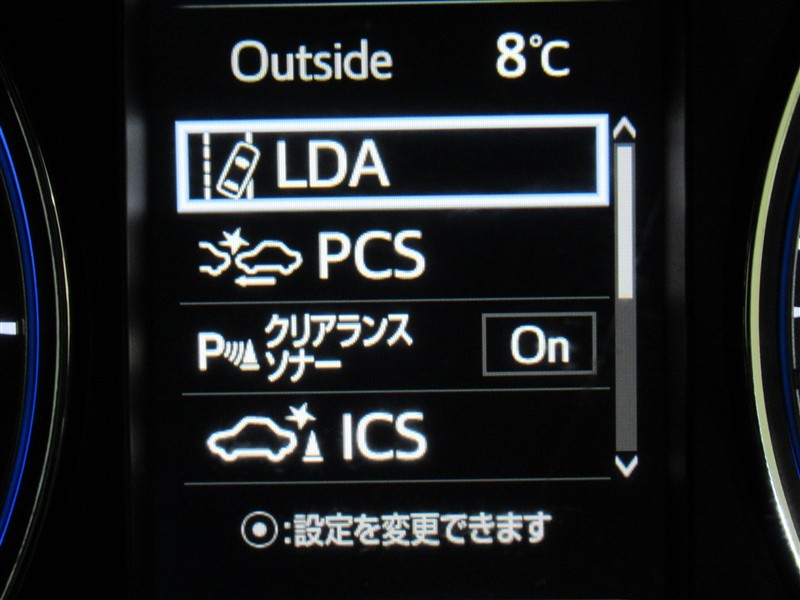 Outside 8℃
LDA
PCS
P クリアランス
ソナー On
ICS
⦿:設定を変更できます